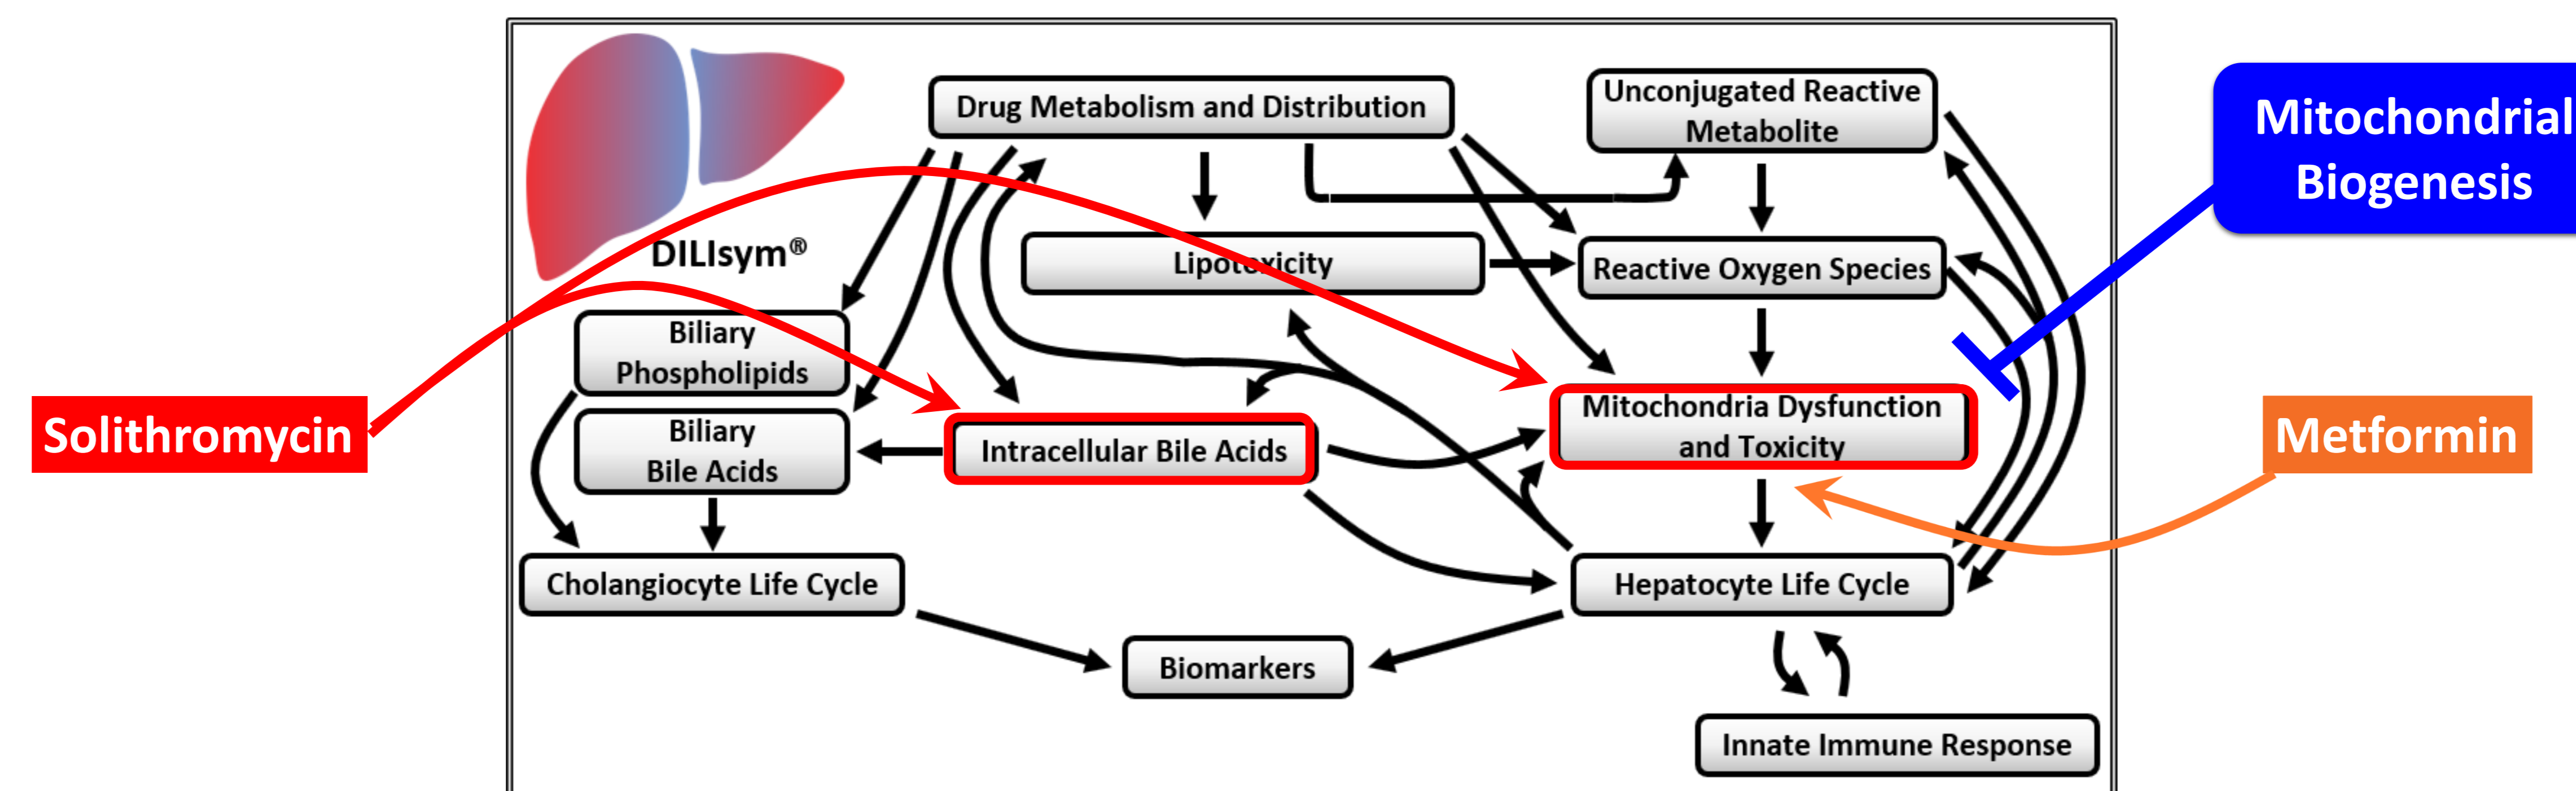 Drug Metabolism and Distribution
Unconjugated Reactive
Metabolite
Mitochondrial
Biogenesis
DILIsym®
Lipotoxicity
Reactive Oxygen Species
Biliary
Phospholipids
Solithromycin
Biliary
Bile Acids
Intracellular Bile Acids
Mitochondria Dysfunction
and Toxicity
Metformin
Cholangiocyte Life Cycle
Hepatocyte Life Cycle
Biomarkers
Innate Immune Response